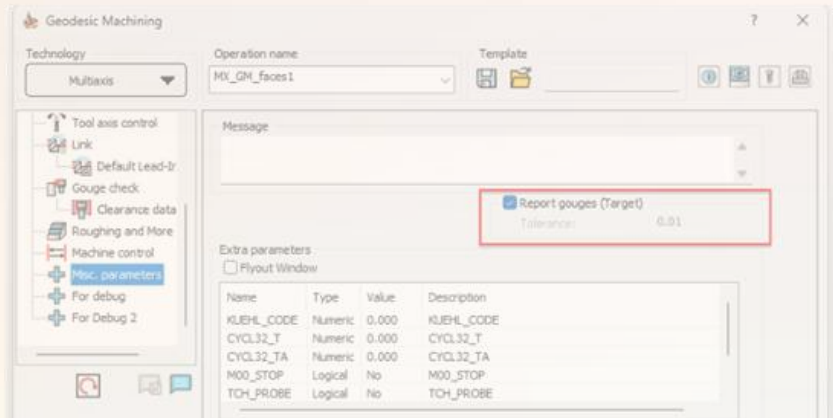 Geodesic Machining
Technology
Multiaxis
Operation name
MX_GM_faces1
Template
Tool axis control
Link
Default Lead-Ir
Gouge check
Clearance data
Roughing and More
Machine control
Misc. parameters
For debug
For Debug 2
Message
Report gouges (Target)
Tolerance: 0.01
Extra parameters
Flyout Window
Name Type Value Description
KUEHL_CODE Numeric 0.000 KUEHL_CODE
CYCL32_T Numeric 0.000 CYCL32_T
CYCL32_TA Numeric 0.000 CYCL32_TA
M00_STOP Logical No M00_STOP
TCH_PROBE Logical No TCH_PROBE